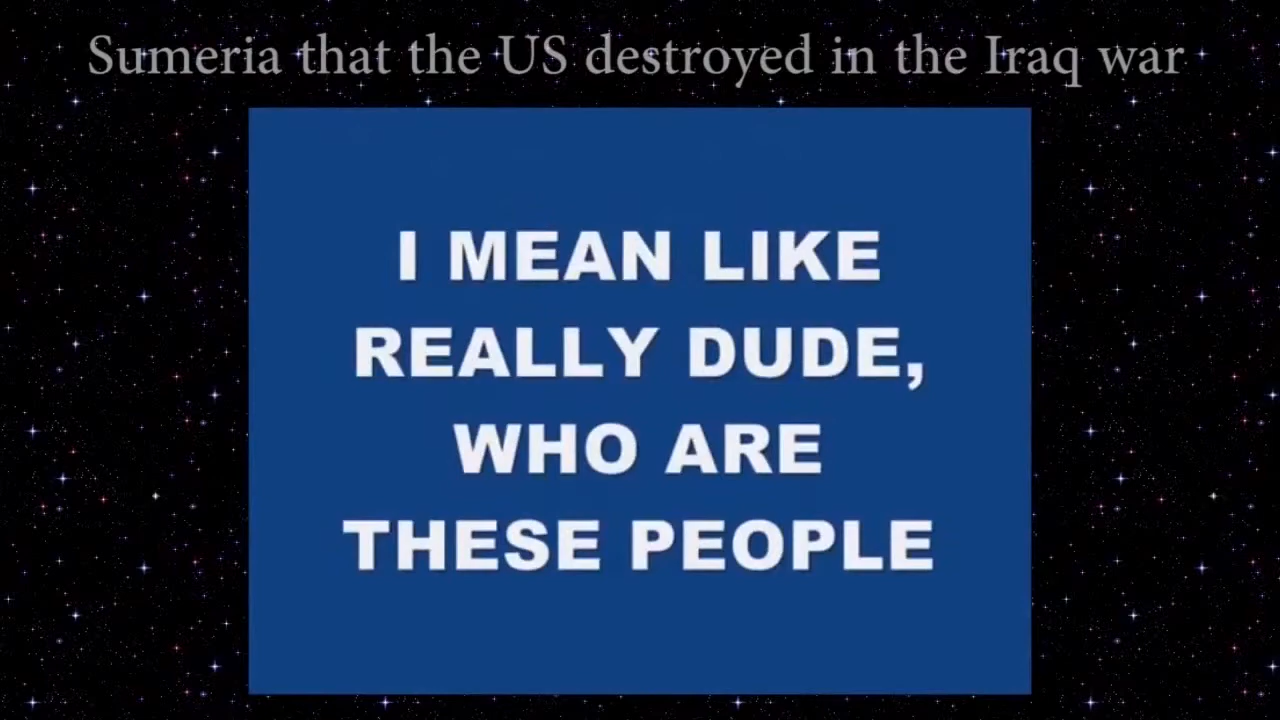 Sumeria that the US destroyed in the Iraq war
I MEAN LIKE
REALLY DUDE,
WHO ARE
THESE PEOPLE